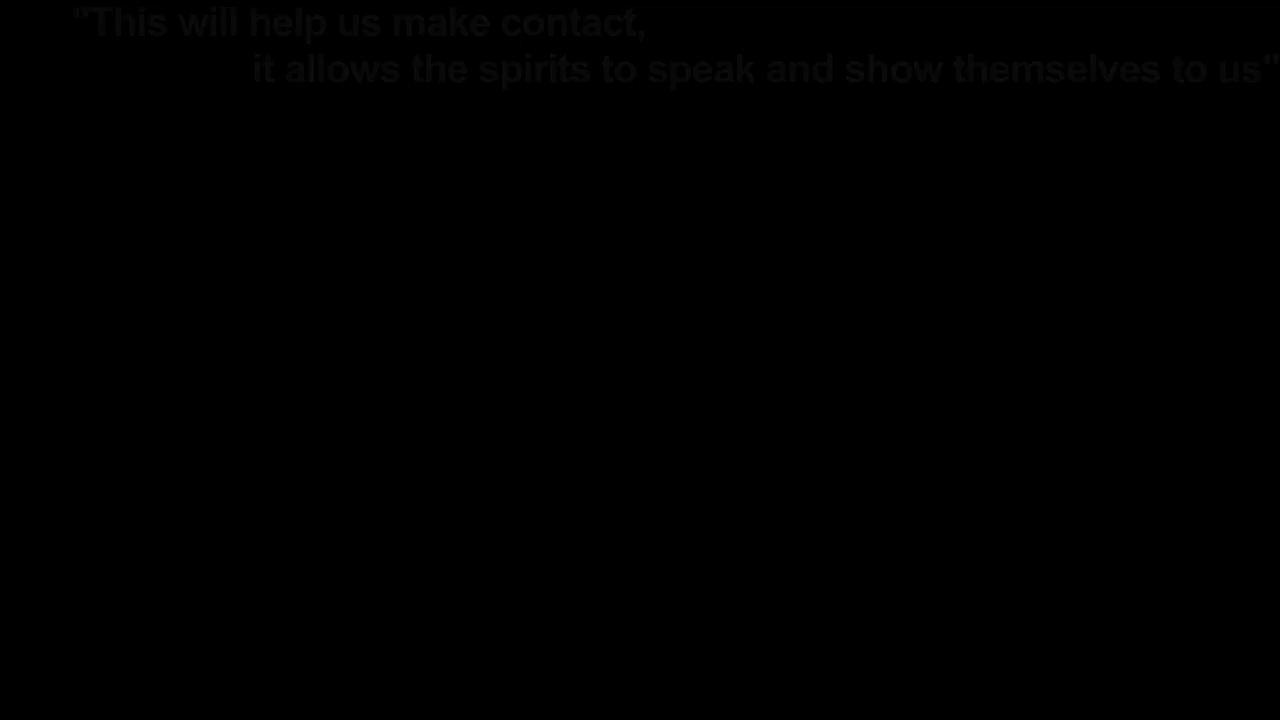 "This will help us make contact,
it allows the spirits to speak and show themselves to us"